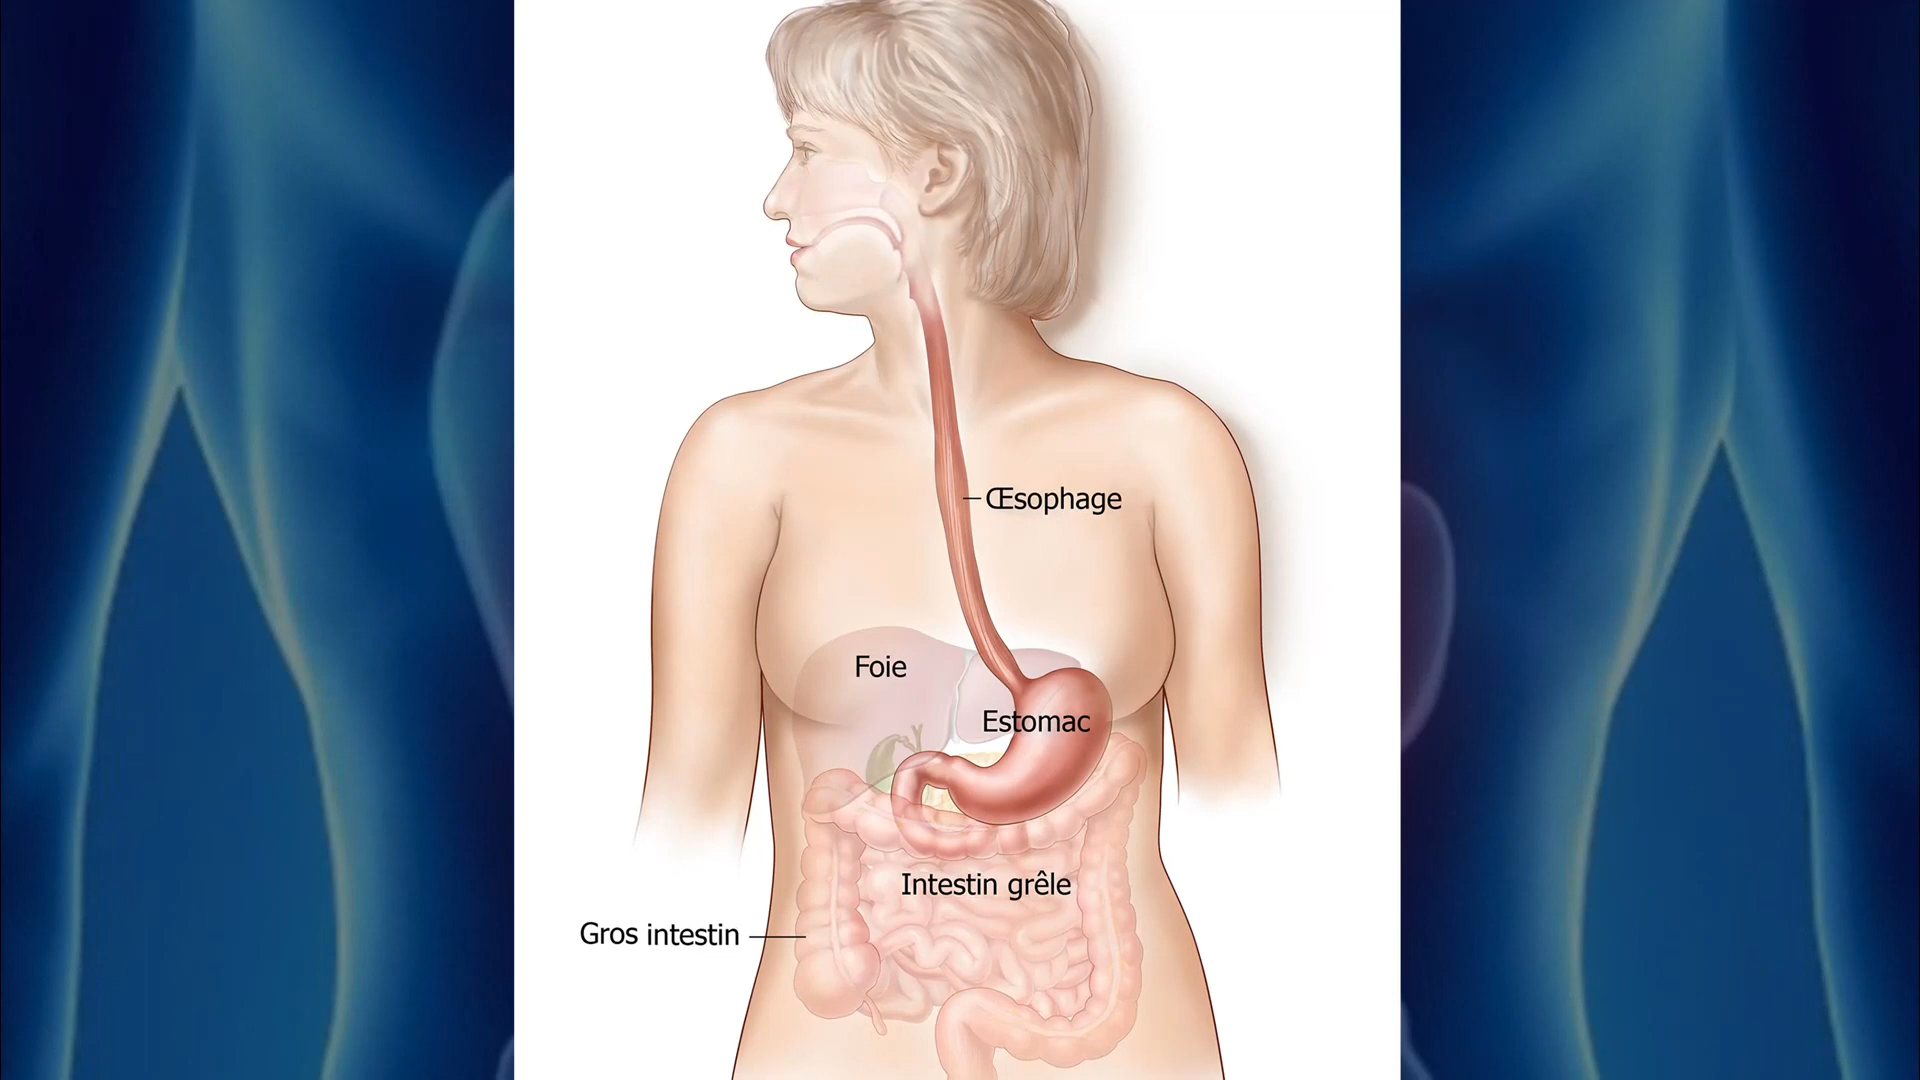 Œsophage
Foie
Estomac
Intestin grêle
Gros intestin